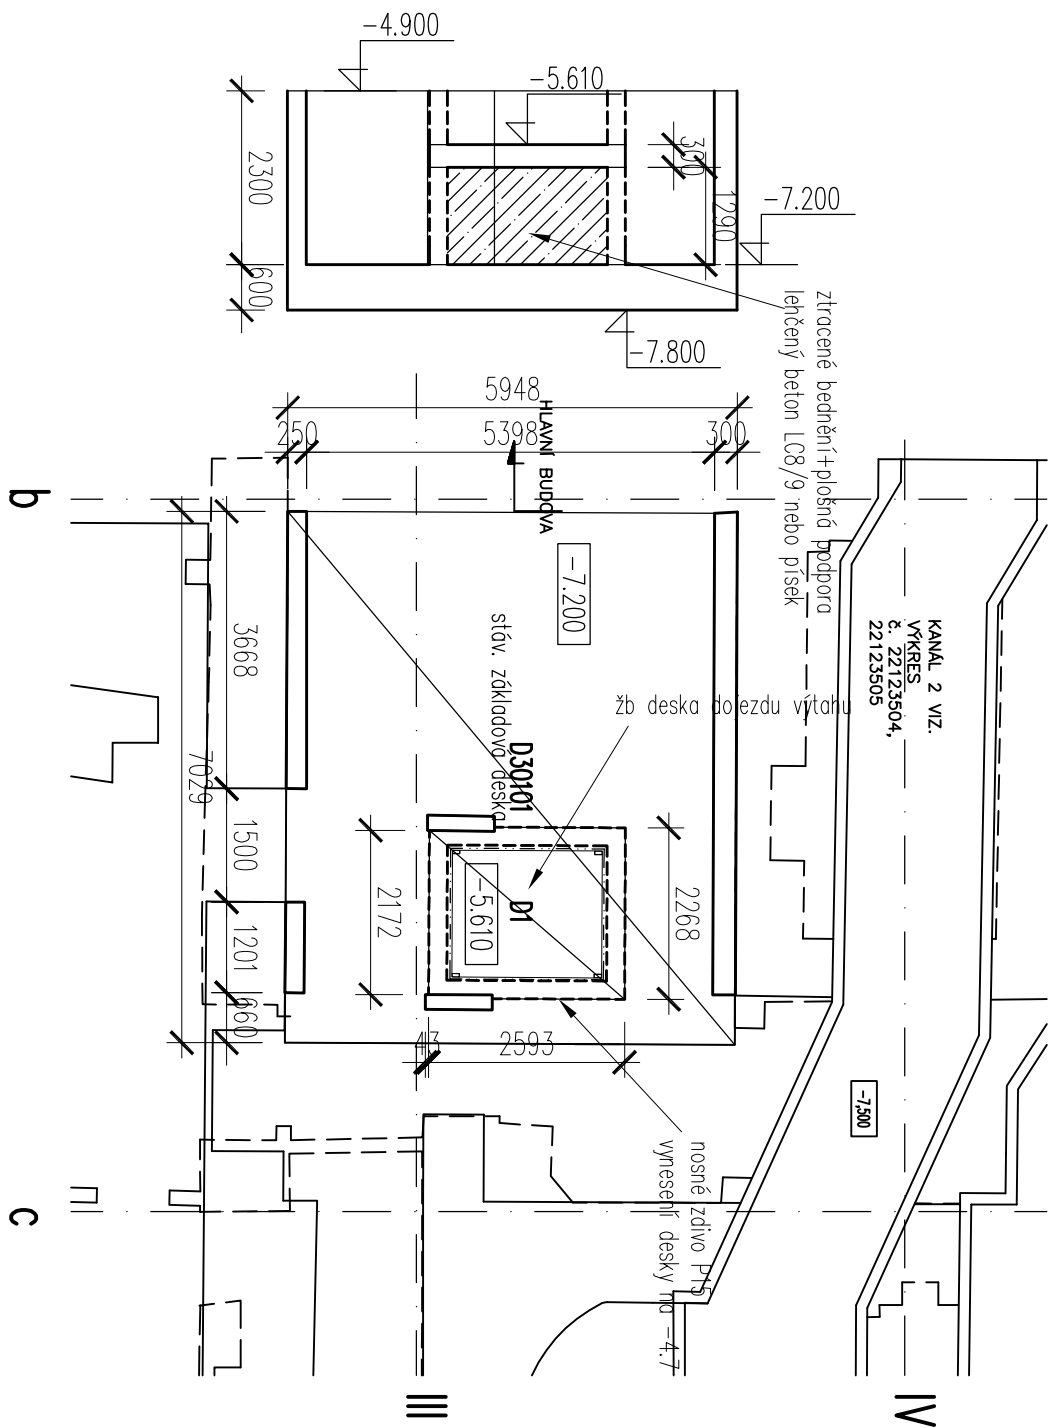 -4.900
-5.610
-7.200
-7.800
2300
600
300
1290
ztracené bednění+plošná podpora
lehčený beton LC8/9 nebo písek
5948
250
5398
300
HLAVNÍ BUDOVA
b
-7.200
stáv. základová deska
žb deska dojezdu výtahu
D30101
D1
-5.610
KANÁL 2 VIZ.
VÝKRES
č. 22123504,
22123505
3668
7029
1500
1201
660
2172
2268
43
2593
-7,500
nosné zdivo P15
vynesení desky na -4.7
c
III
IV